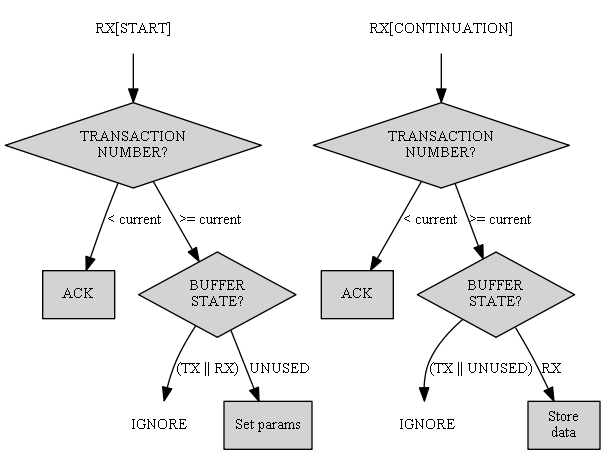 RX[START]
RX[CONTINUATION]
TRANSACTION
NUMBER?
TRANSACTION
NUMBER?
< current
>= current
< current
>= current
ACK
BUFFER
STATE?
ACK
BUFFER
STATE?
(TX || RX)
UNUSED
(TX || UNUSED)
RX
IGNORE
Set params
IGNORE
Store
data